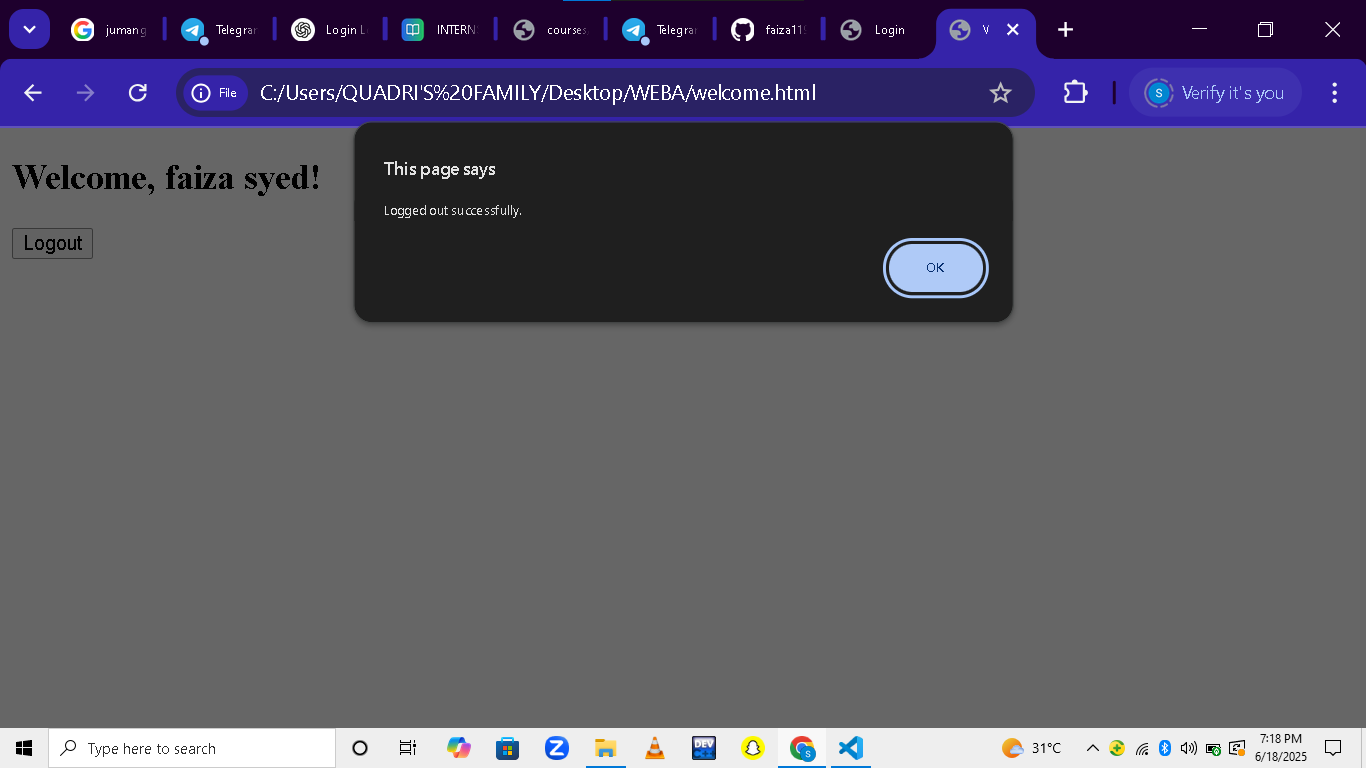 jumang
Telegran
Login L
INTERN
courses
Telegran
faiza115
Login
V
File
C:/Users/QUADRI'S%20FAMILY/Desktop/WEBA/welcome.html
S
Verify it's you
This page says
Logged out successfully.
OK
Welcome, faiza syed!
Logout
Type here to search
DEV
31°C
7:18 PM
6/18/2025